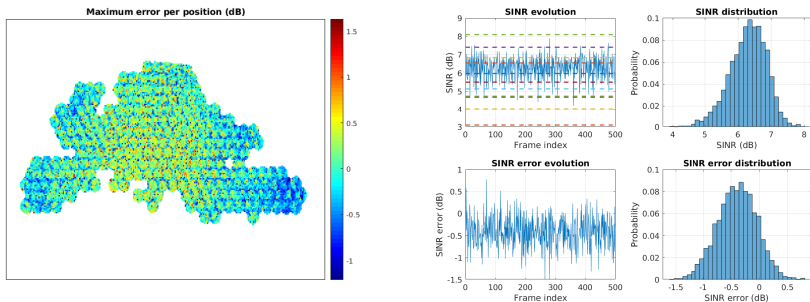 Maximum error per position (dB)
1.5
1
0.5
0
-0.5
-1
SINR evolution
SINR (dB)
9
8
7
6
5
4
3
0 100 200 300 400 500
Frame index
SINR distribution
Probability
0.1
0.08
0.06
0.04
0.02
0
4 5 6 7 8
SINR (dB)
SINR error evolution
SINR error (dB)
1
0.5
0
-0.5
-1
-1.5
0 100 200 300 400 500
Frame index
SINR error distribution
Probability
0.1
0.08
0.06
0.04
0.02
0
-1.5 -1 -0.5 0 0.5
SINR error (dB)